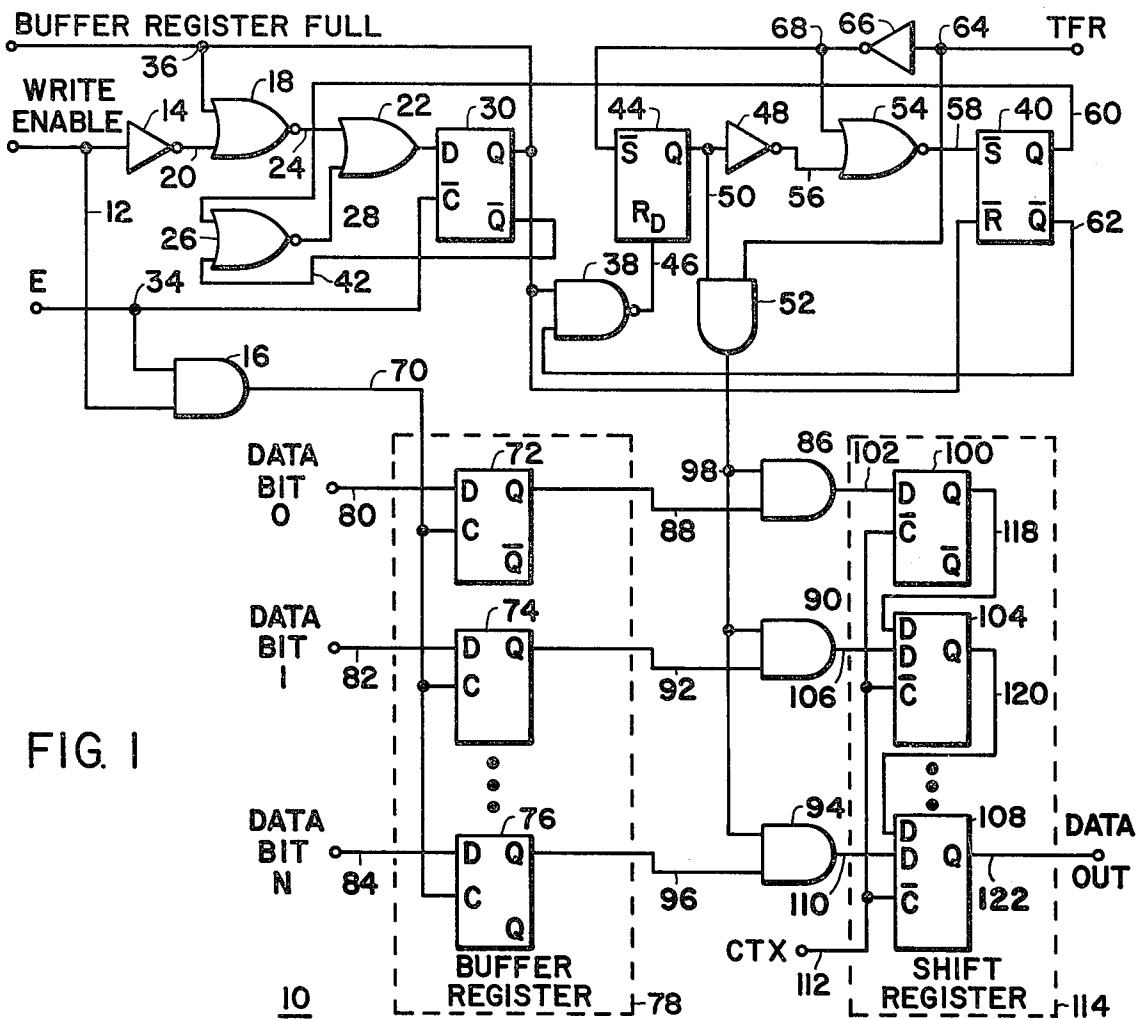 BUFFER REGISTER FULL
36
18
WRITE
ENABLE
14
22
30
20
24
D Q
C̅
Q̅
12
26
28
42
E
34
16
70
68
66
64
TFR
44
48
54
58
40
60
S̅ Q
R_D
50
56
S̅ Q
R̅ Q̅
62
38
46
52
DATA
BIT
0
80
72
D Q
C
Q̅
88
98
86
102
100
D Q
C̅
Q̅
118
DATA
BIT
1
82
74
D Q
C
92
90
106
104
D
D Q
C̅
120
FIG. 1
DATA
BIT
N
84
76
D Q
C
Q
96
94
110
108
D
D Q
C̅
DATA
OUT
122
CTX
112
BUFFER
REGISTER
78
SHIFT
REGISTER
114
10